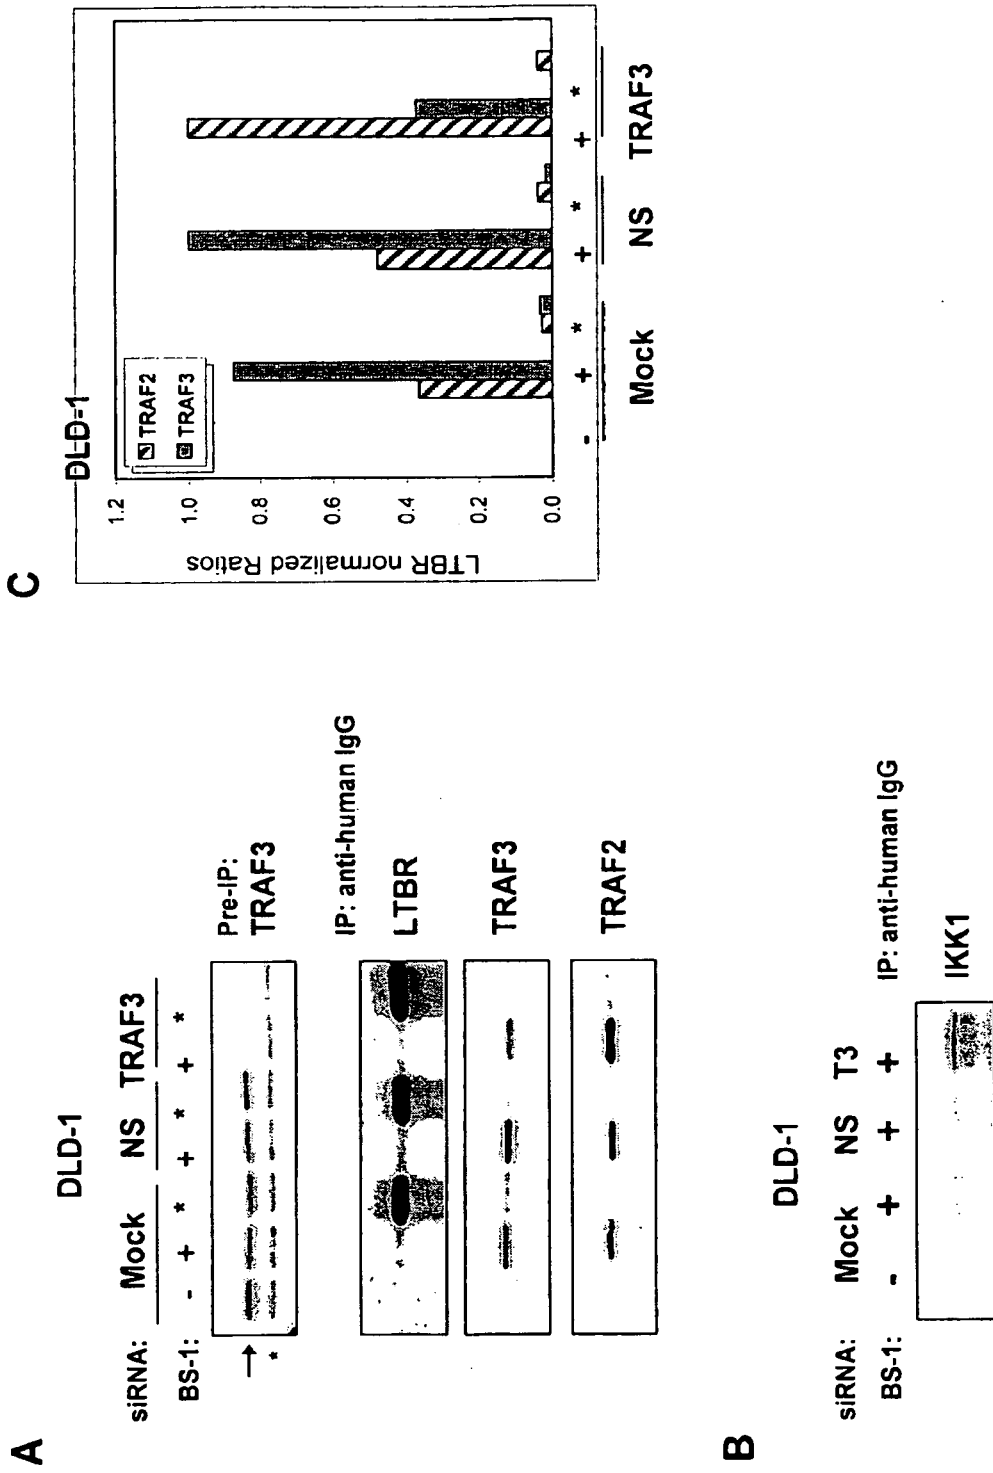 A
DLD-1
siRNA: Mock NS TRAF3
BS-1: - + * + * + *
→
*
Pre-IP:
TRAF3
IP: anti-human IgG
LTBR
TRAF3
TRAF2
B
DLD-1
siRNA: Mock NS T3
BS-1: - + + +
IP: anti-human IgG
IKK1
C
DLD-1
TRAF2
TRAF3
LTBR normalized Ratios
1.2
1.0
0.8
0.6
0.4
0.2
0.0
- + * + * + *
Mock NS TRAF3